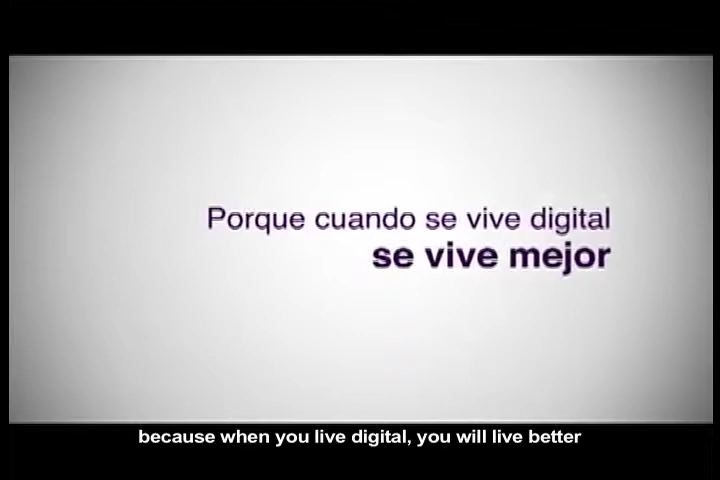 Porque cuando se vive digital
se vive mejor
because when you live digital, you will live better